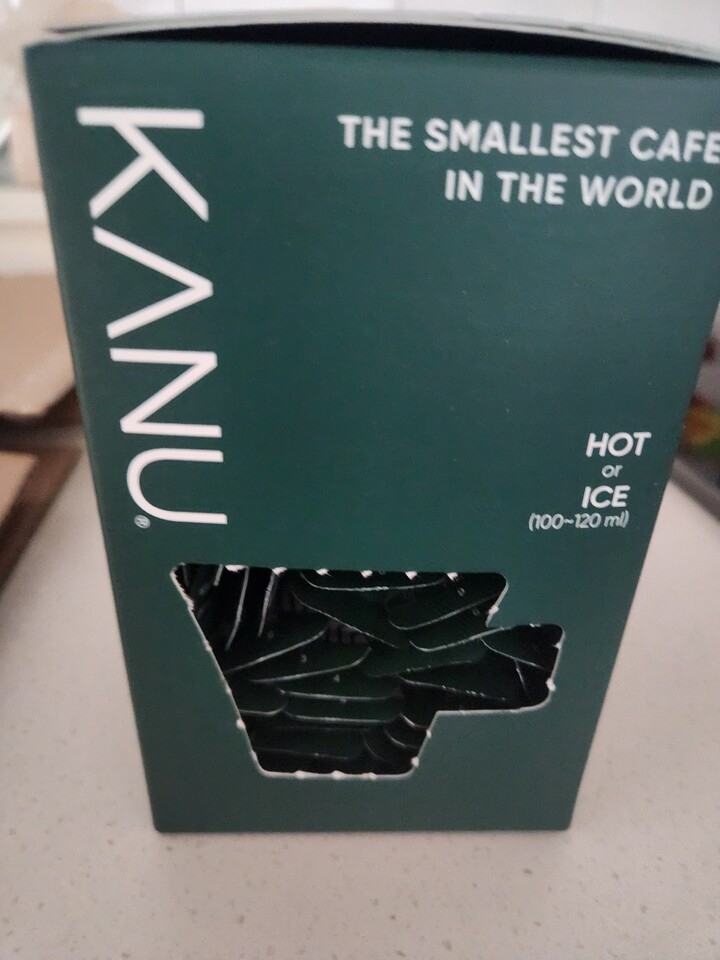 KANU®
THE SMALLEST CAFE
IN THE WORLD
HOT
or
ICE
(100~120 ml)